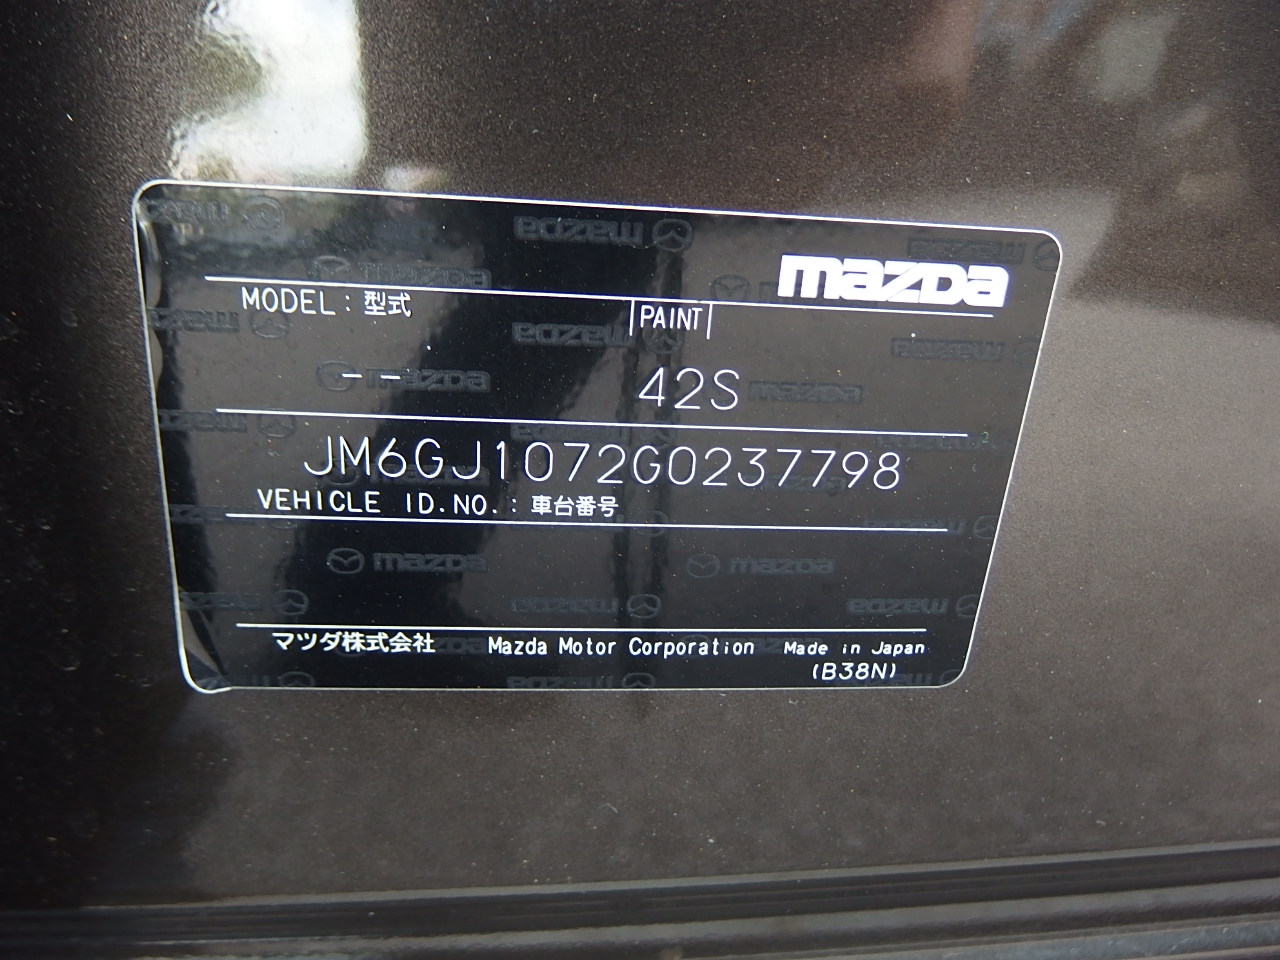 mazda
MODEL : 型式
PAINT
-- 42S
JM6GJ1072G0237798
VEHICLE ID.NO. : 車台番号
マツダ株式会社 Mazda Motor Corporation Made in Japan
(B38N)